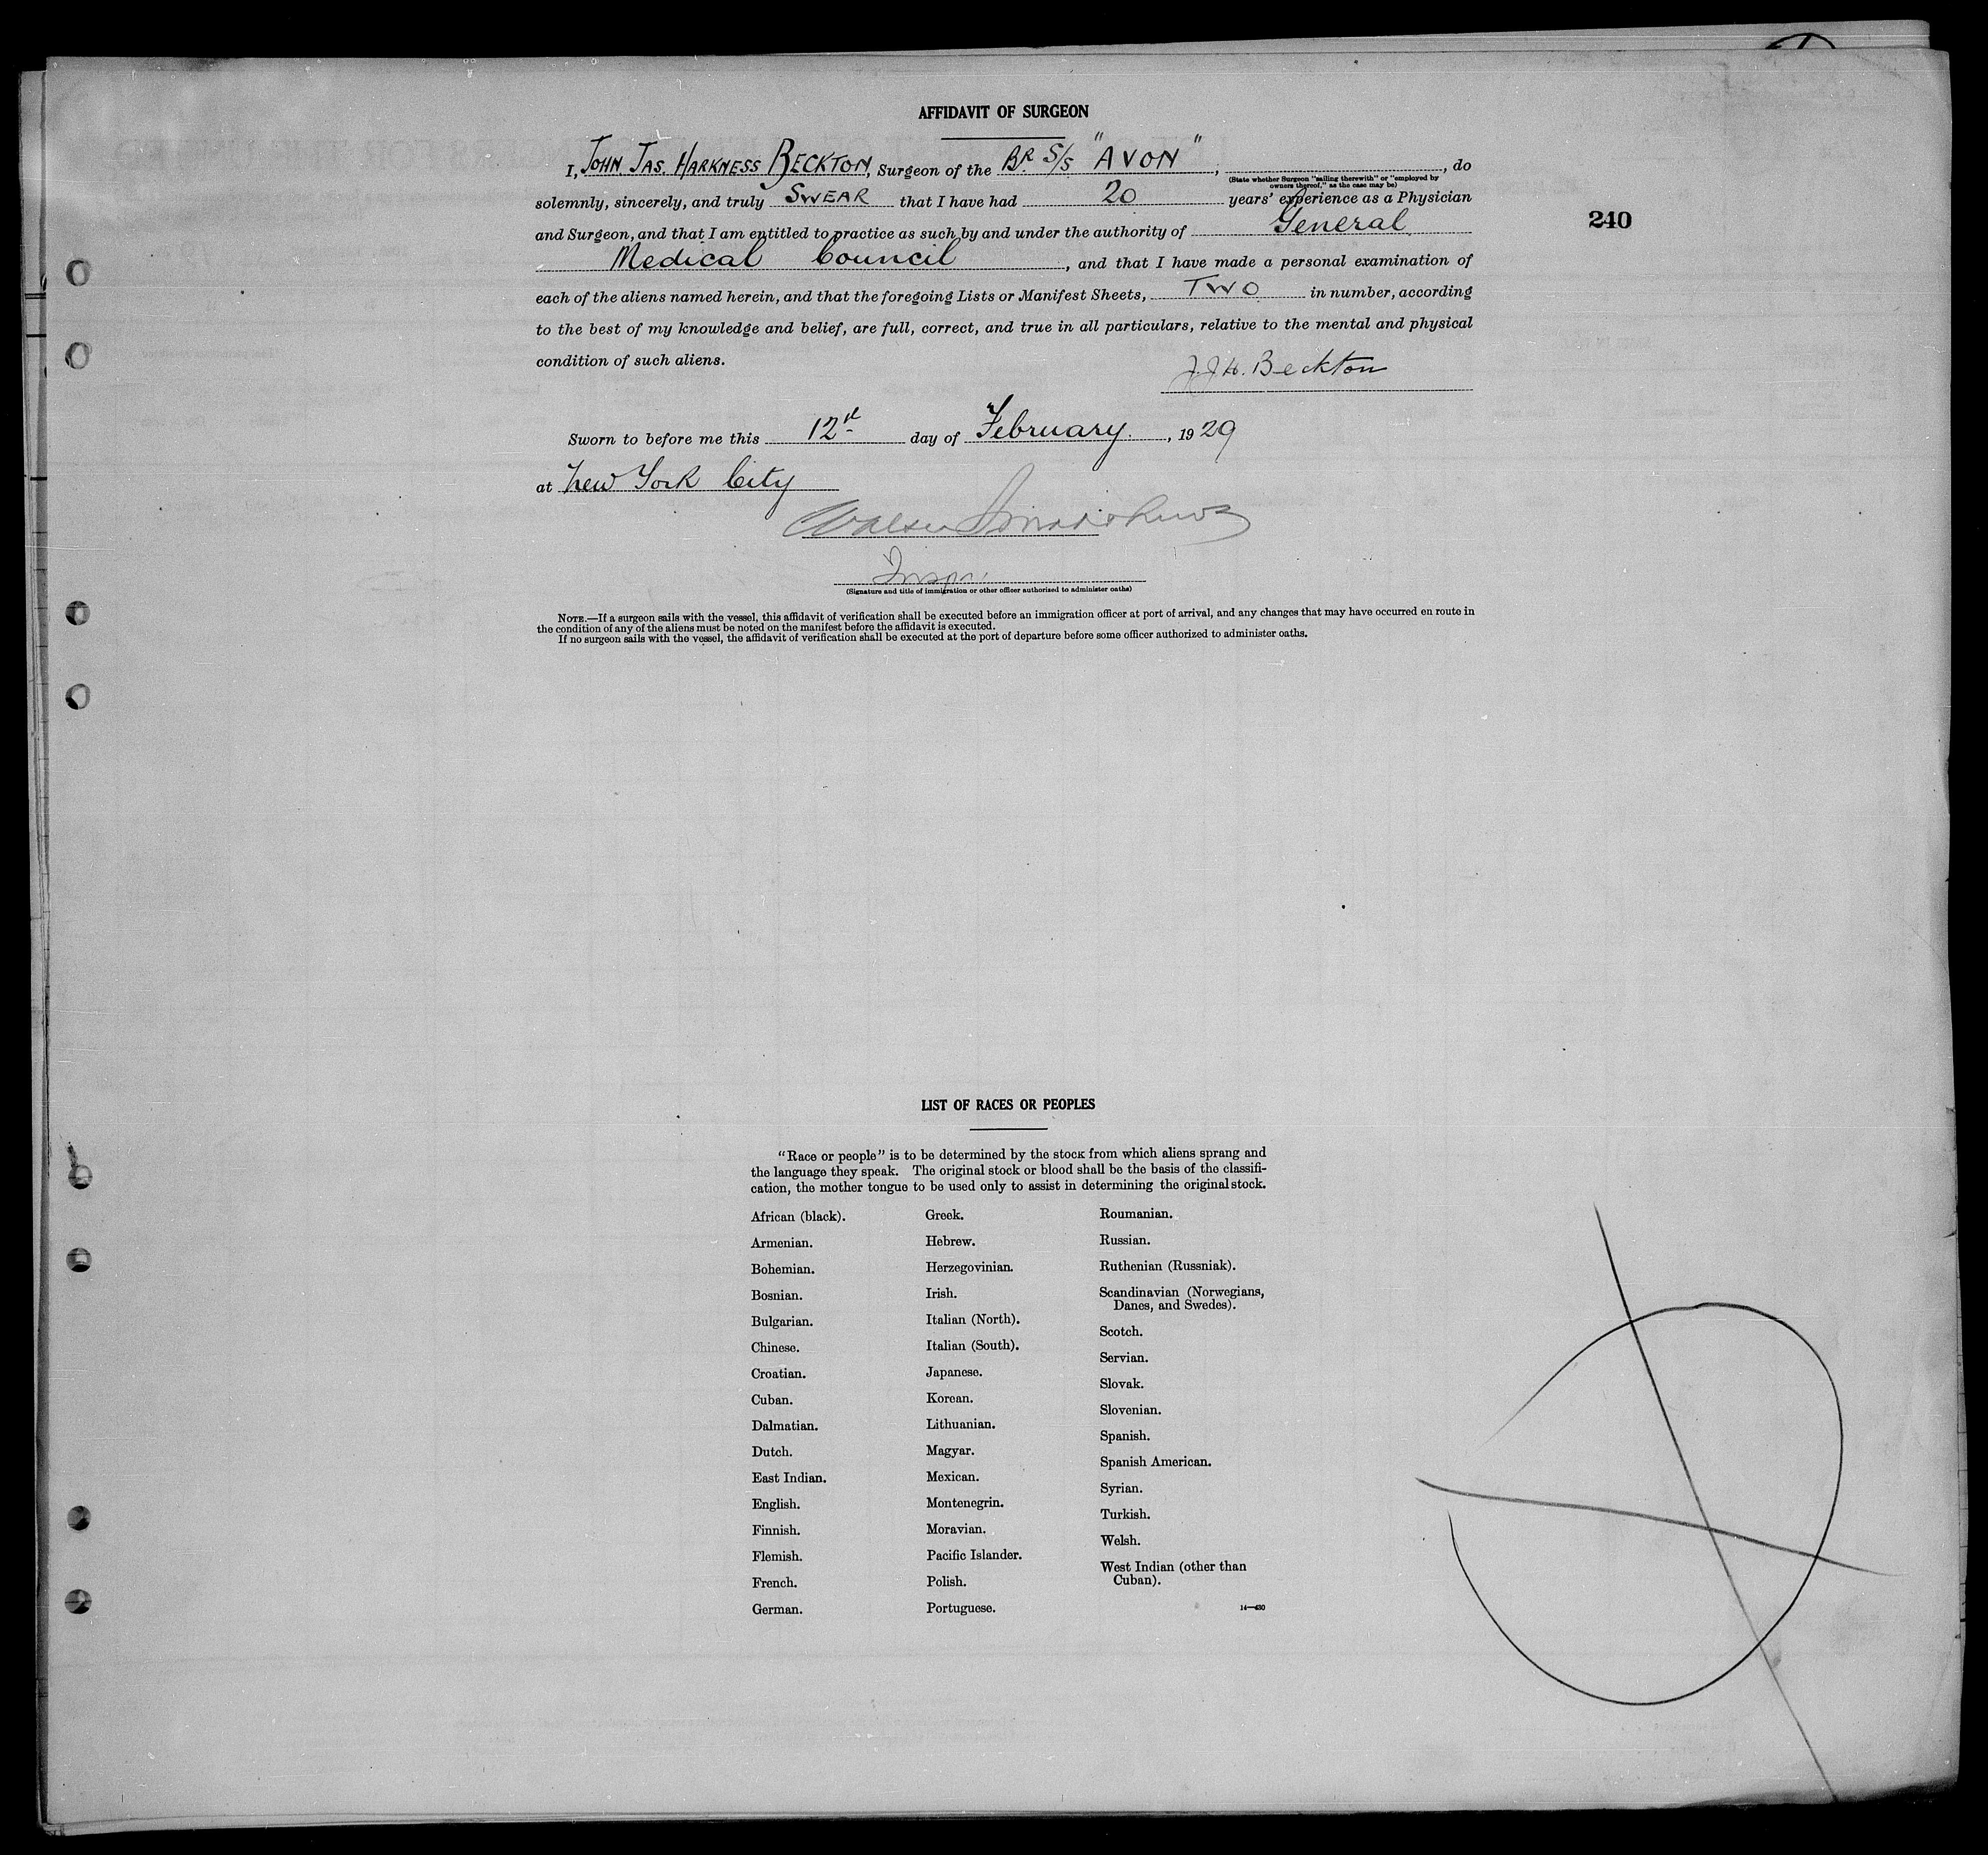 AFFIDAVIT OF SURGEON
I, JOHN JAS. HARKNESS BECKTON, Surgeon of the BR S/S "AVON", , do
(State whether Surgeon "sailing therewith" or "employed by
owners thereof," as the case may be)
solemnly, sincerely, and truly SWEAR that I have had 20 years' experience as a Physician
and Surgeon, and that I am entitled to practice as such by and under the authority of General
240
Medical Council, and that I have made a personal examination of
each of the aliens named herein, and that the foregoing Lists or Manifest Sheets, TWO in number, according
to the best of my knowledge and belief, are full, correct, and true in all particulars, relative to the mental and physical
condition of such aliens.
J.J.H. Beckton
Sworn to before me this 12th day of February, 1929
at New York City
Insp.
(Signature and title of immigration or other officer authorized to administer oaths)
NOTE.—If a surgeon sails with the vessel, this affidavit of verification shall be executed before an immigration officer at port of arrival, and any changes that may have occurred en route in
the condition of any of the aliens must be noted on the manifest before the affidavit is executed.
If no surgeon sails with the vessel, the affidavit of verification shall be executed at the port of departure before some officer authorized to administer oaths.
LIST OF RACES OR PEOPLES
"Race or people" is to be determined by the stock from which aliens sprang and
the language they speak. The original stock or blood shall be the basis of the classifi-
cation, the mother tongue to be used only to assist in determining the original stock.
African (black).
Armenian.
Bohemian.
Bosnian.
Bulgarian.
Chinese.
Croatian.
Cuban.
Dalmatian.
Dutch.
East Indian.
English.
Finnish.
Flemish.
French.
German.
Greek.
Hebrew.
Herzegovinian.
Irish.
Italian (North).
Italian (South).
Japanese.
Korean.
Lithuanian.
Magyar.
Mexican.
Montenegrin.
Moravian.
Pacific Islander.
Polish.
Portuguese.
Roumanian.
Russian.
Ruthenian (Russniak).
Scandinavian (Norwegians,
Danes, and Swedes).
Scotch.
Servian.
Slovak.
Slovenian.
Spanish.
Spanish American.
Syrian.
Turkish.
Welsh.
West Indian (other than
Cuban).
14—430